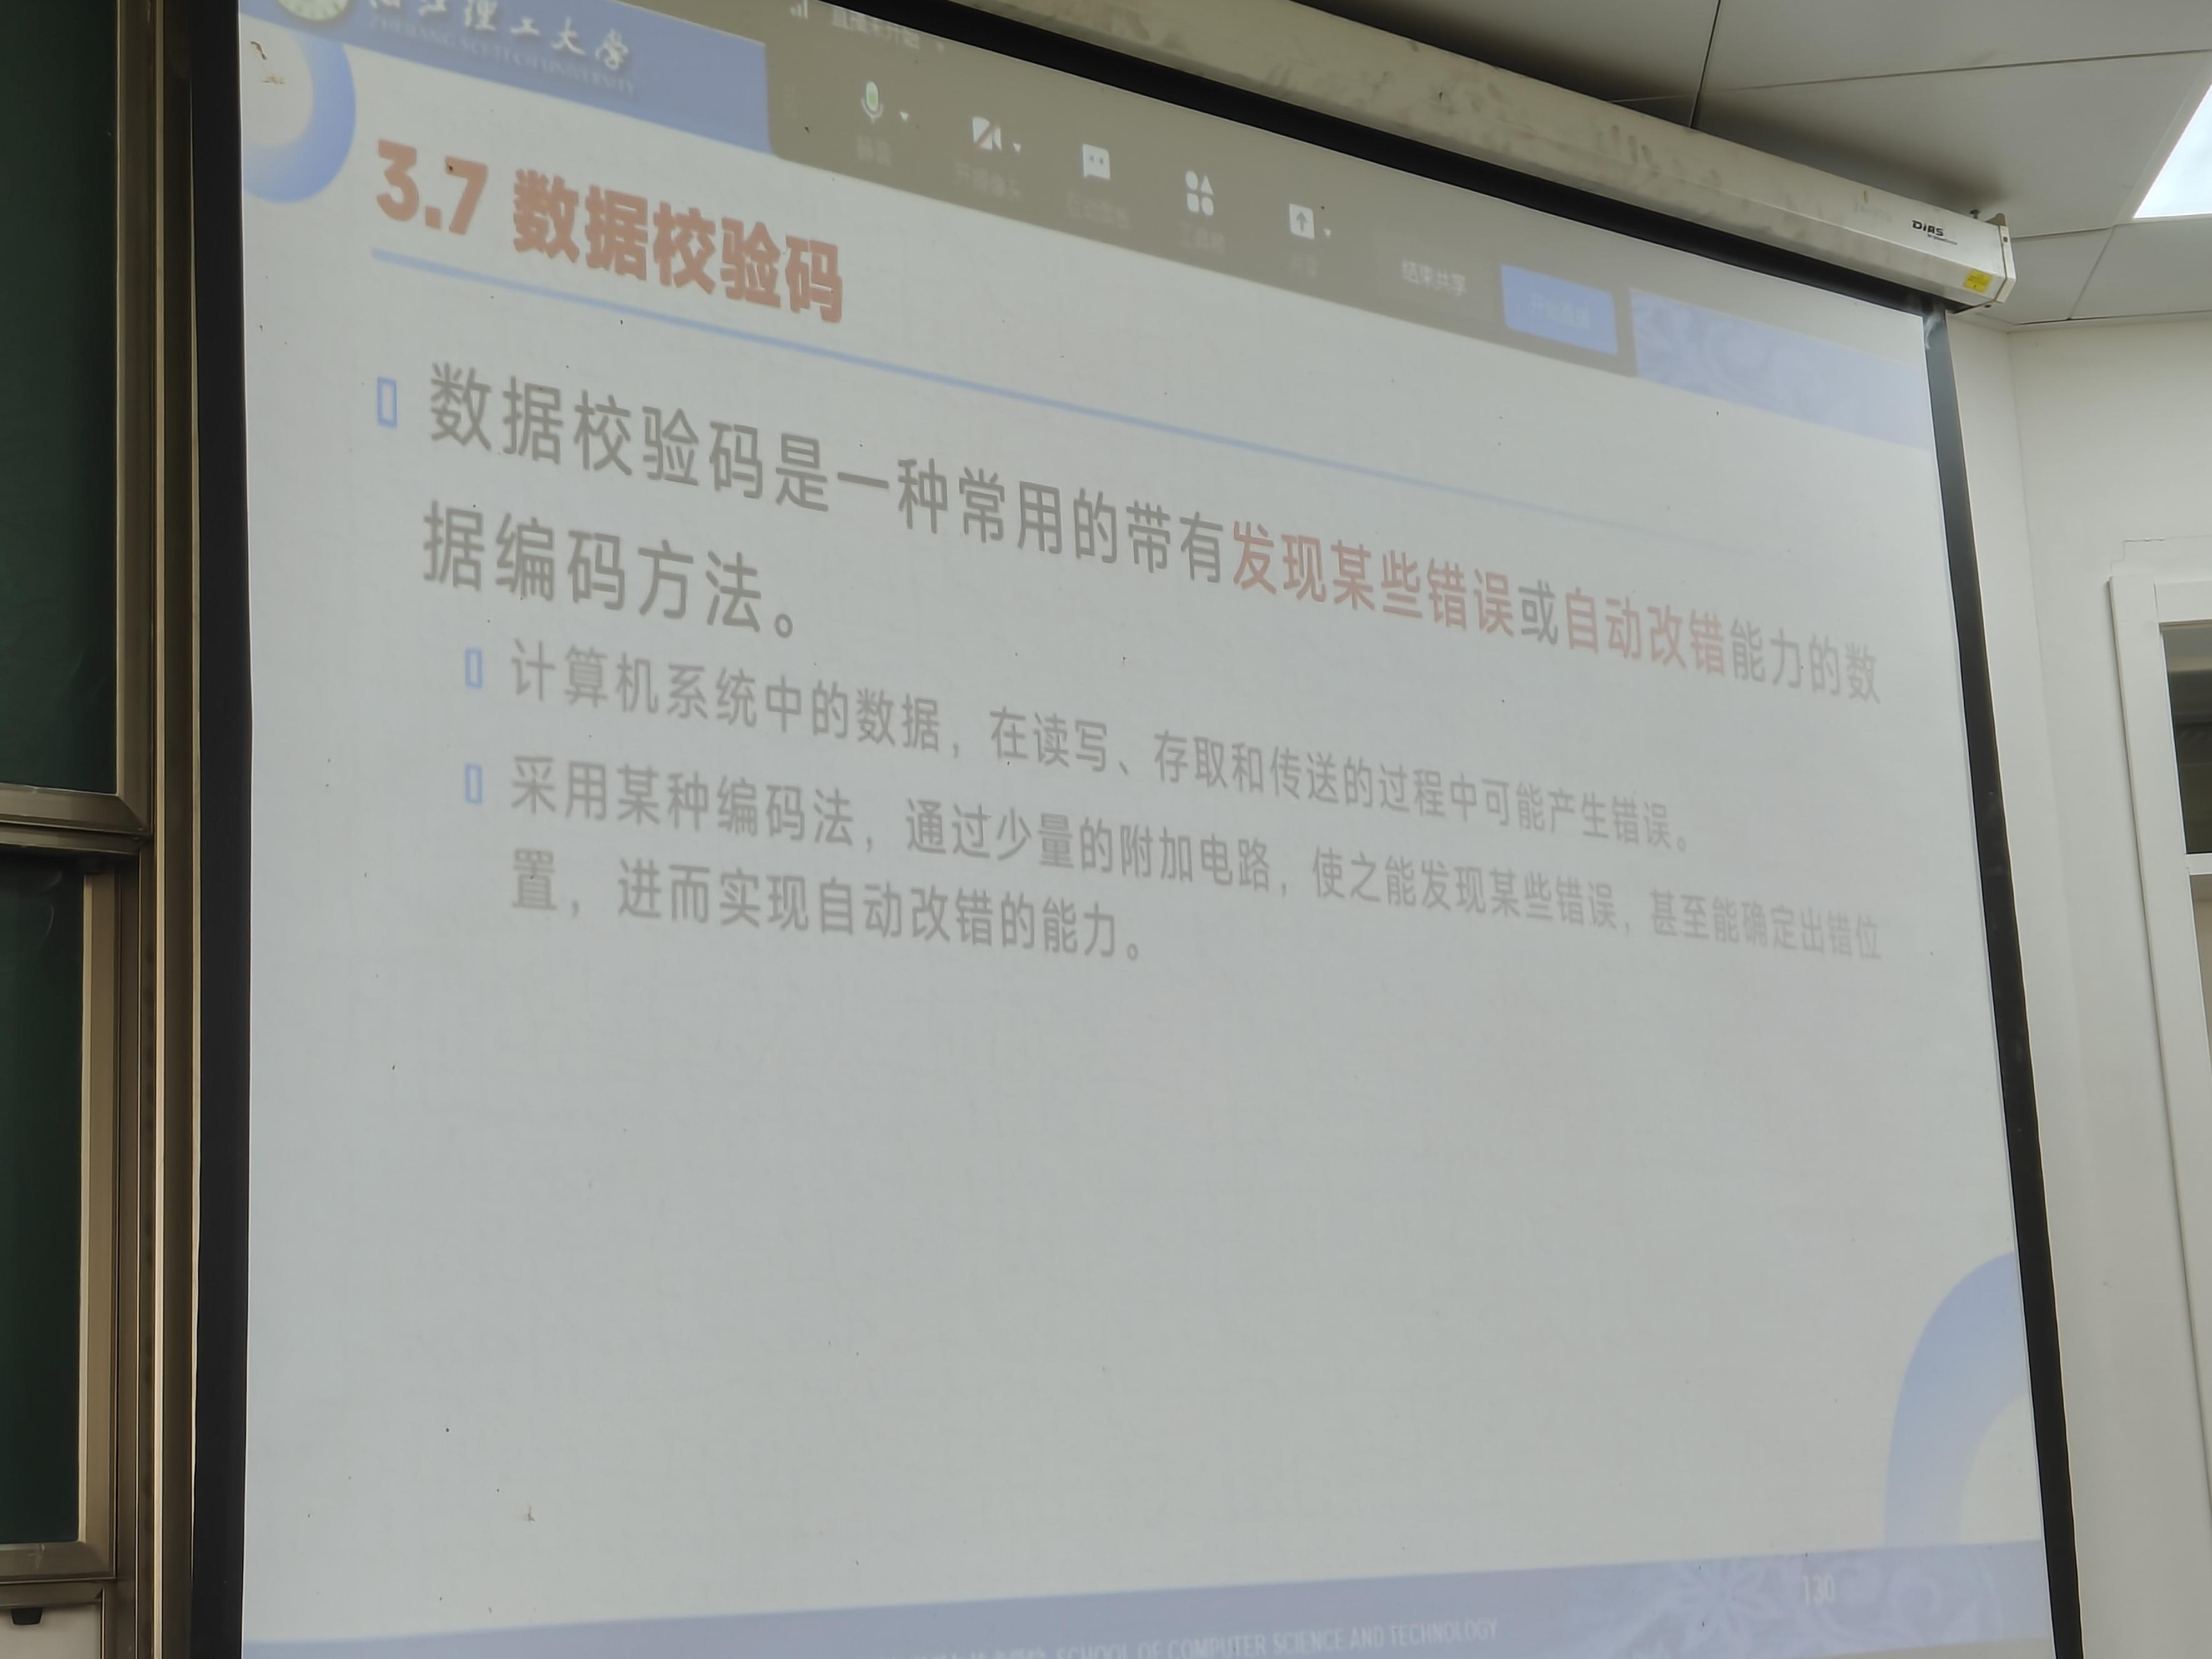 理工大学
3.7 数据校验码
结束共享
数据校验码是一种常用的带有发现某些错误或自动改错能力的数
据编码方法。
计算机系统中的数据，在读写、存取和传送的过程中可能产生错误。
采用某种编码法，通过少量的附加电路，使之能发现某些错误，甚至能确定出错位
置，进而实现自动改错的能力。
130
SCHOOL OF COMPUTER SCIENCE AND TECHNOLOGY
DIAS